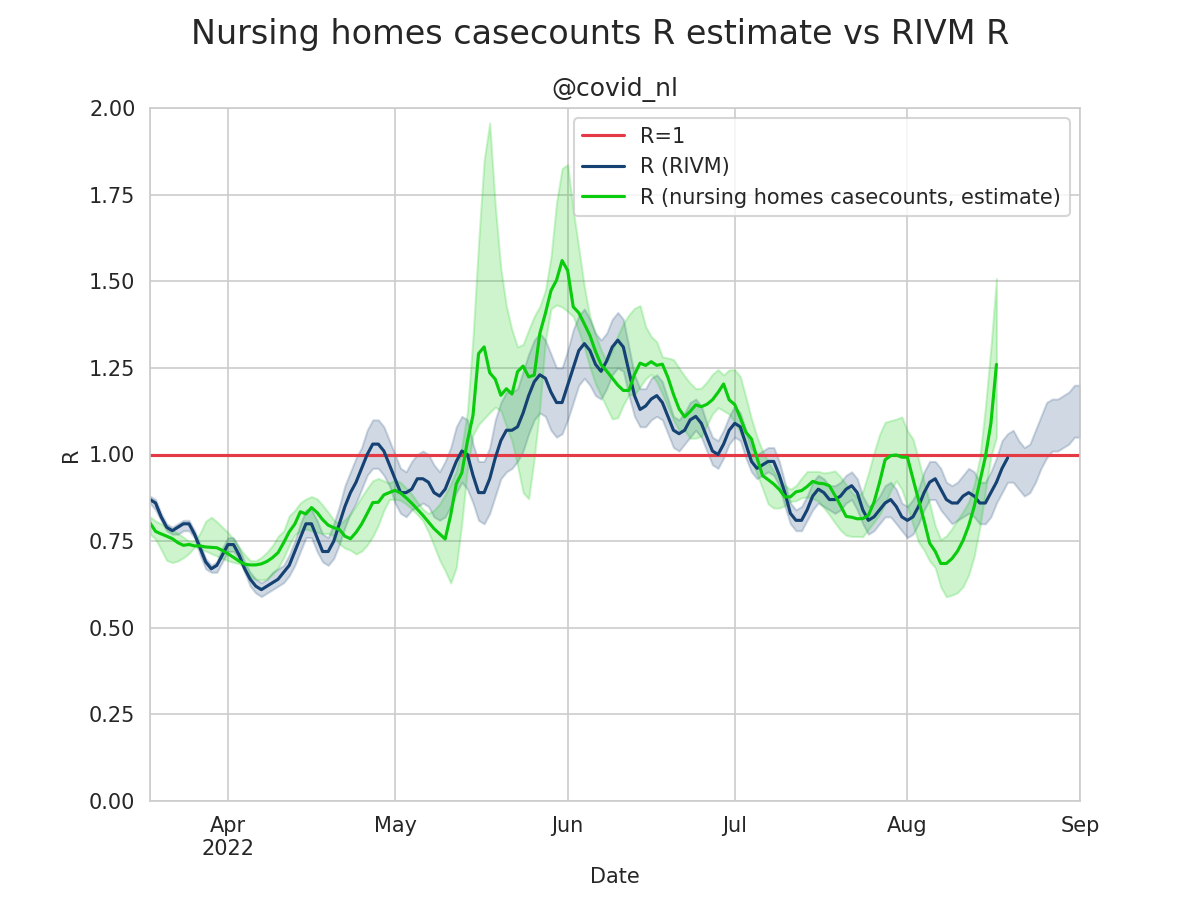 Nursing homes casecounts R estimate vs RIVM R
@covid_nl
R=1
R (RIVM)
R (nursing homes casecounts, estimate)
2.00
1.75
1.50
1.25
1.00
0.75
0.50
0.25
0.00
R
Apr
2022
May
Jun
Jul
Aug
Sep
Date